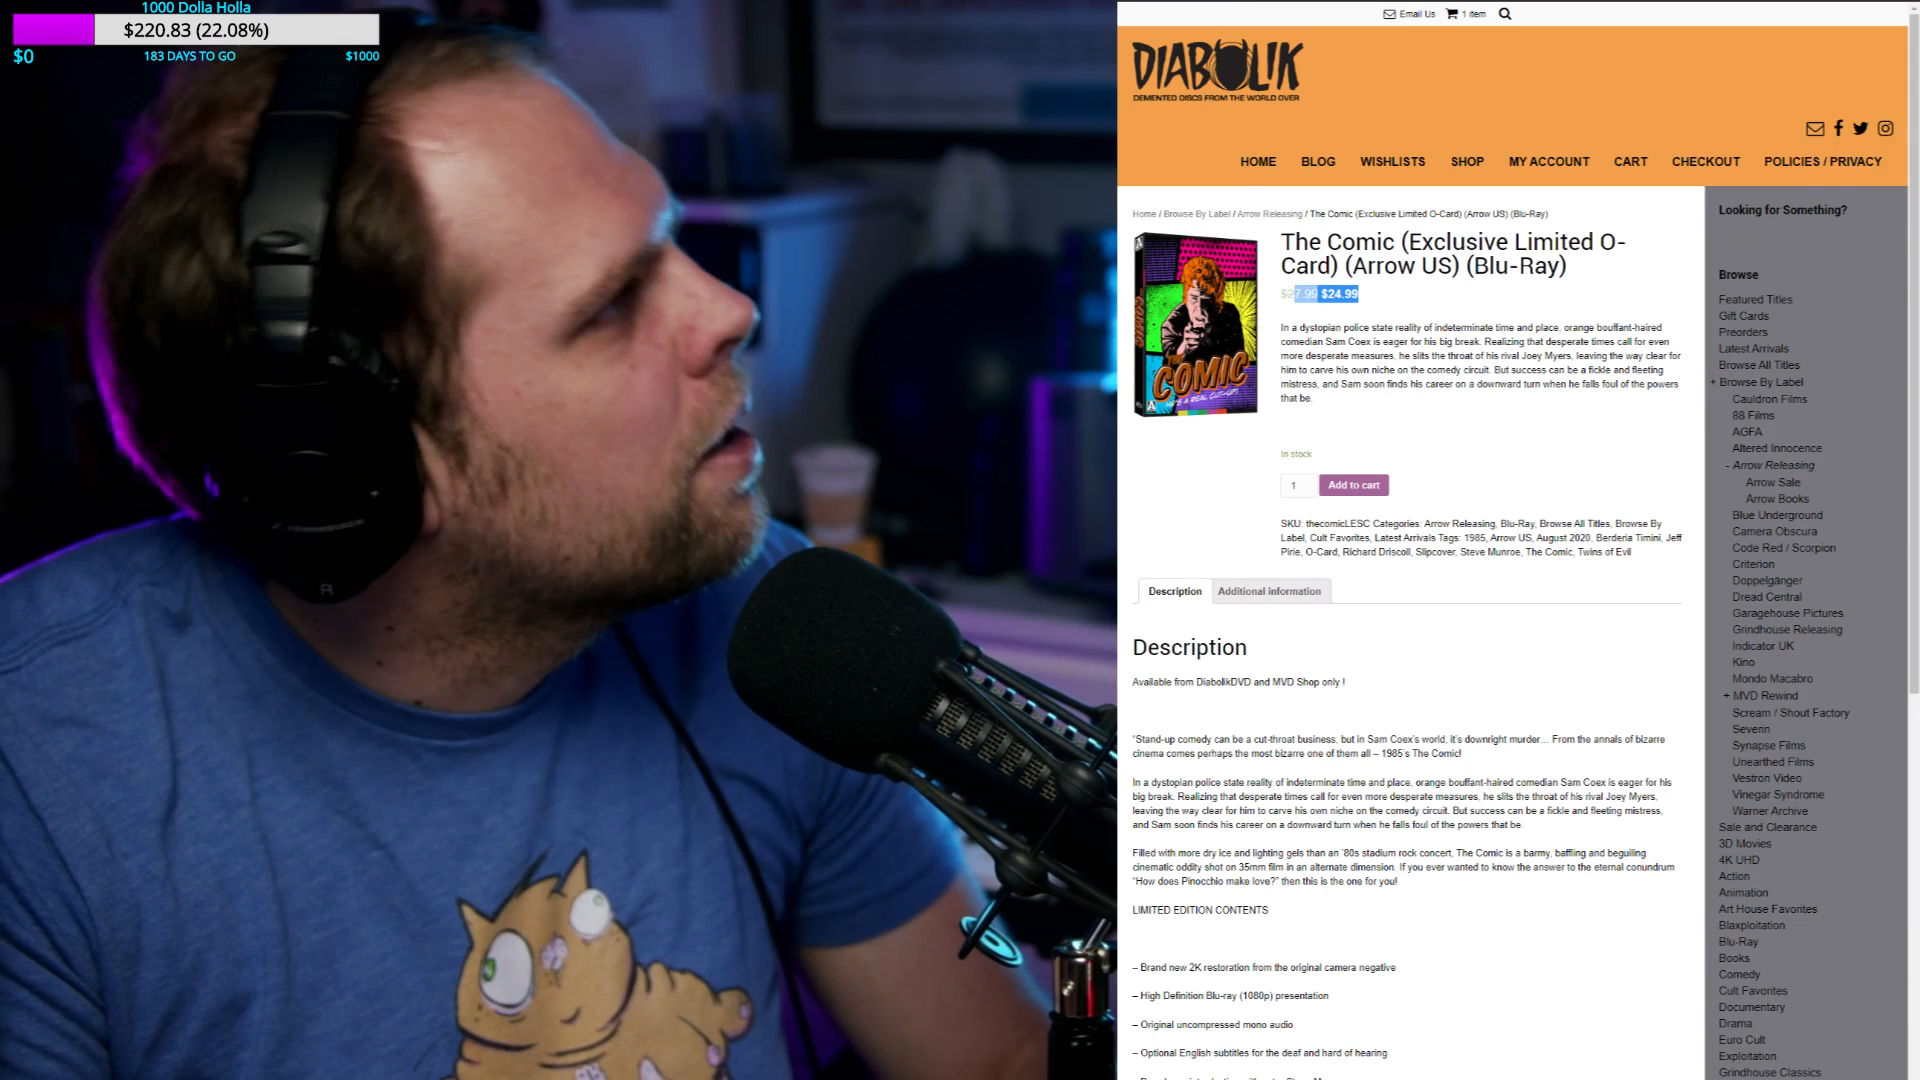 1000 Dolla Holla
$220.83 (22.08%)
$0
183 DAYS TO GO
$1000
R
Email Us
1 item
DIABOLIK
DEMENTED DISCS FROM THE WORLD OVER
HOME
BLOG
WISHLISTS
SHOP
MY ACCOUNT
CART
CHECKOUT
POLICIES / PRIVACY
Home / Browse By Label / Arrow Releasing / The Comic (Exclusive Limited O-Card) (Arrow US) (Blu-Ray)
The Comic (Exclusive Limited O-
Card) (Arrow US) (Blu-Ray)
$27.99 $24.99
COMIC
THE
COMIC
HE'S A REAL CUT-UP!
In a dystopian police state reality of indeterminate time and place, orange bouffant-haired
comedian Sam Coex is eager for his big break. Realizing that desperate times call for even
more desperate measures, he slits the throat of his rival Joey Myers, leaving the way clear for
him to carve his own niche on the comedy circuit. But success can be a fickle and fleeting
mistress, and Sam soon finds his career on a downward turn when he falls foul of the powers
that be.
In stock
1
Add to cart
SKU: thecomicLESC Categories: Arrow Releasing, Blu-Ray, Browse All Titles, Browse By
Label, Cult Favorites, Latest Arrivals Tags: 1985, Arrow US, August 2020, Berderia Timini, Jeff
Pirie, O-Card, Richard Driscoll, Slipcover, Steve Munroe, The Comic, Twins of Evil
Description
Additional information
Description
Available from DiabolikDVD and MVD Shop only !
“Stand-up comedy can be a cut-throat business, but in Sam Coex’s world, it’s downright murder… From the annals of bizarre
cinema comes perhaps the most bizarre one of them all – 1985’s The Comic!
In a dystopian police state reality of indeterminate time and place, orange bouffant-haired comedian Sam Coex is eager for his
big break. Realizing that desperate times call for even more desperate measures, he slits the throat of his rival Joey Myers,
leaving the way clear for him to carve his own niche on the comedy circuit. But success can be a fickle and fleeting mistress,
and Sam soon finds his career on a downward turn when he falls foul of the powers that be.
Filled with more dry ice and lighting gels than an ’80s stadium rock concert, The Comic is a barmy, baffling and beguiling
cinematic oddity shot on 35mm film in an alternate dimension. If you ever wanted to know the answer to the eternal conundrum
“How does Pinocchio make love?” then this is the one for you!
LIMITED EDITION CONTENTS
– Brand new 2K restoration from the original camera negative
– High Definition Blu-ray (1080p) presentation
– Original uncompressed mono audio
– Optional English subtitles for the deaf and hard of hearing
Looking for Something?
Browse
Featured Titles
Gift Cards
Preorders
Latest Arrivals
Browse All Titles
+ Browse By Label
Cauldron Films
88 Films
AGFA
Altered Innocence
- Arrow Releasing
Arrow Sale
Arrow Books
Blue Underground
Camera Obscura
Code Red / Scorpion
Criterion
Doppelgänger
Dread Central
Garagehouse Pictures
Grindhouse Releasing
Indicator UK
Kino
Mondo Macabro
+ MVD Rewind
Scream / Shout Factory
Severin
Synapse Films
Unearthed Films
Vestron Video
Vinegar Syndrome
Warner Archive
Sale and Clearance
3D Movies
4K UHD
Action
Animation
Art House Favorites
Blaxploitation
Blu-Ray
Books
Comedy
Cult Favorites
Documentary
Drama
Euro Cult
Exploitation
Grindhouse Classics